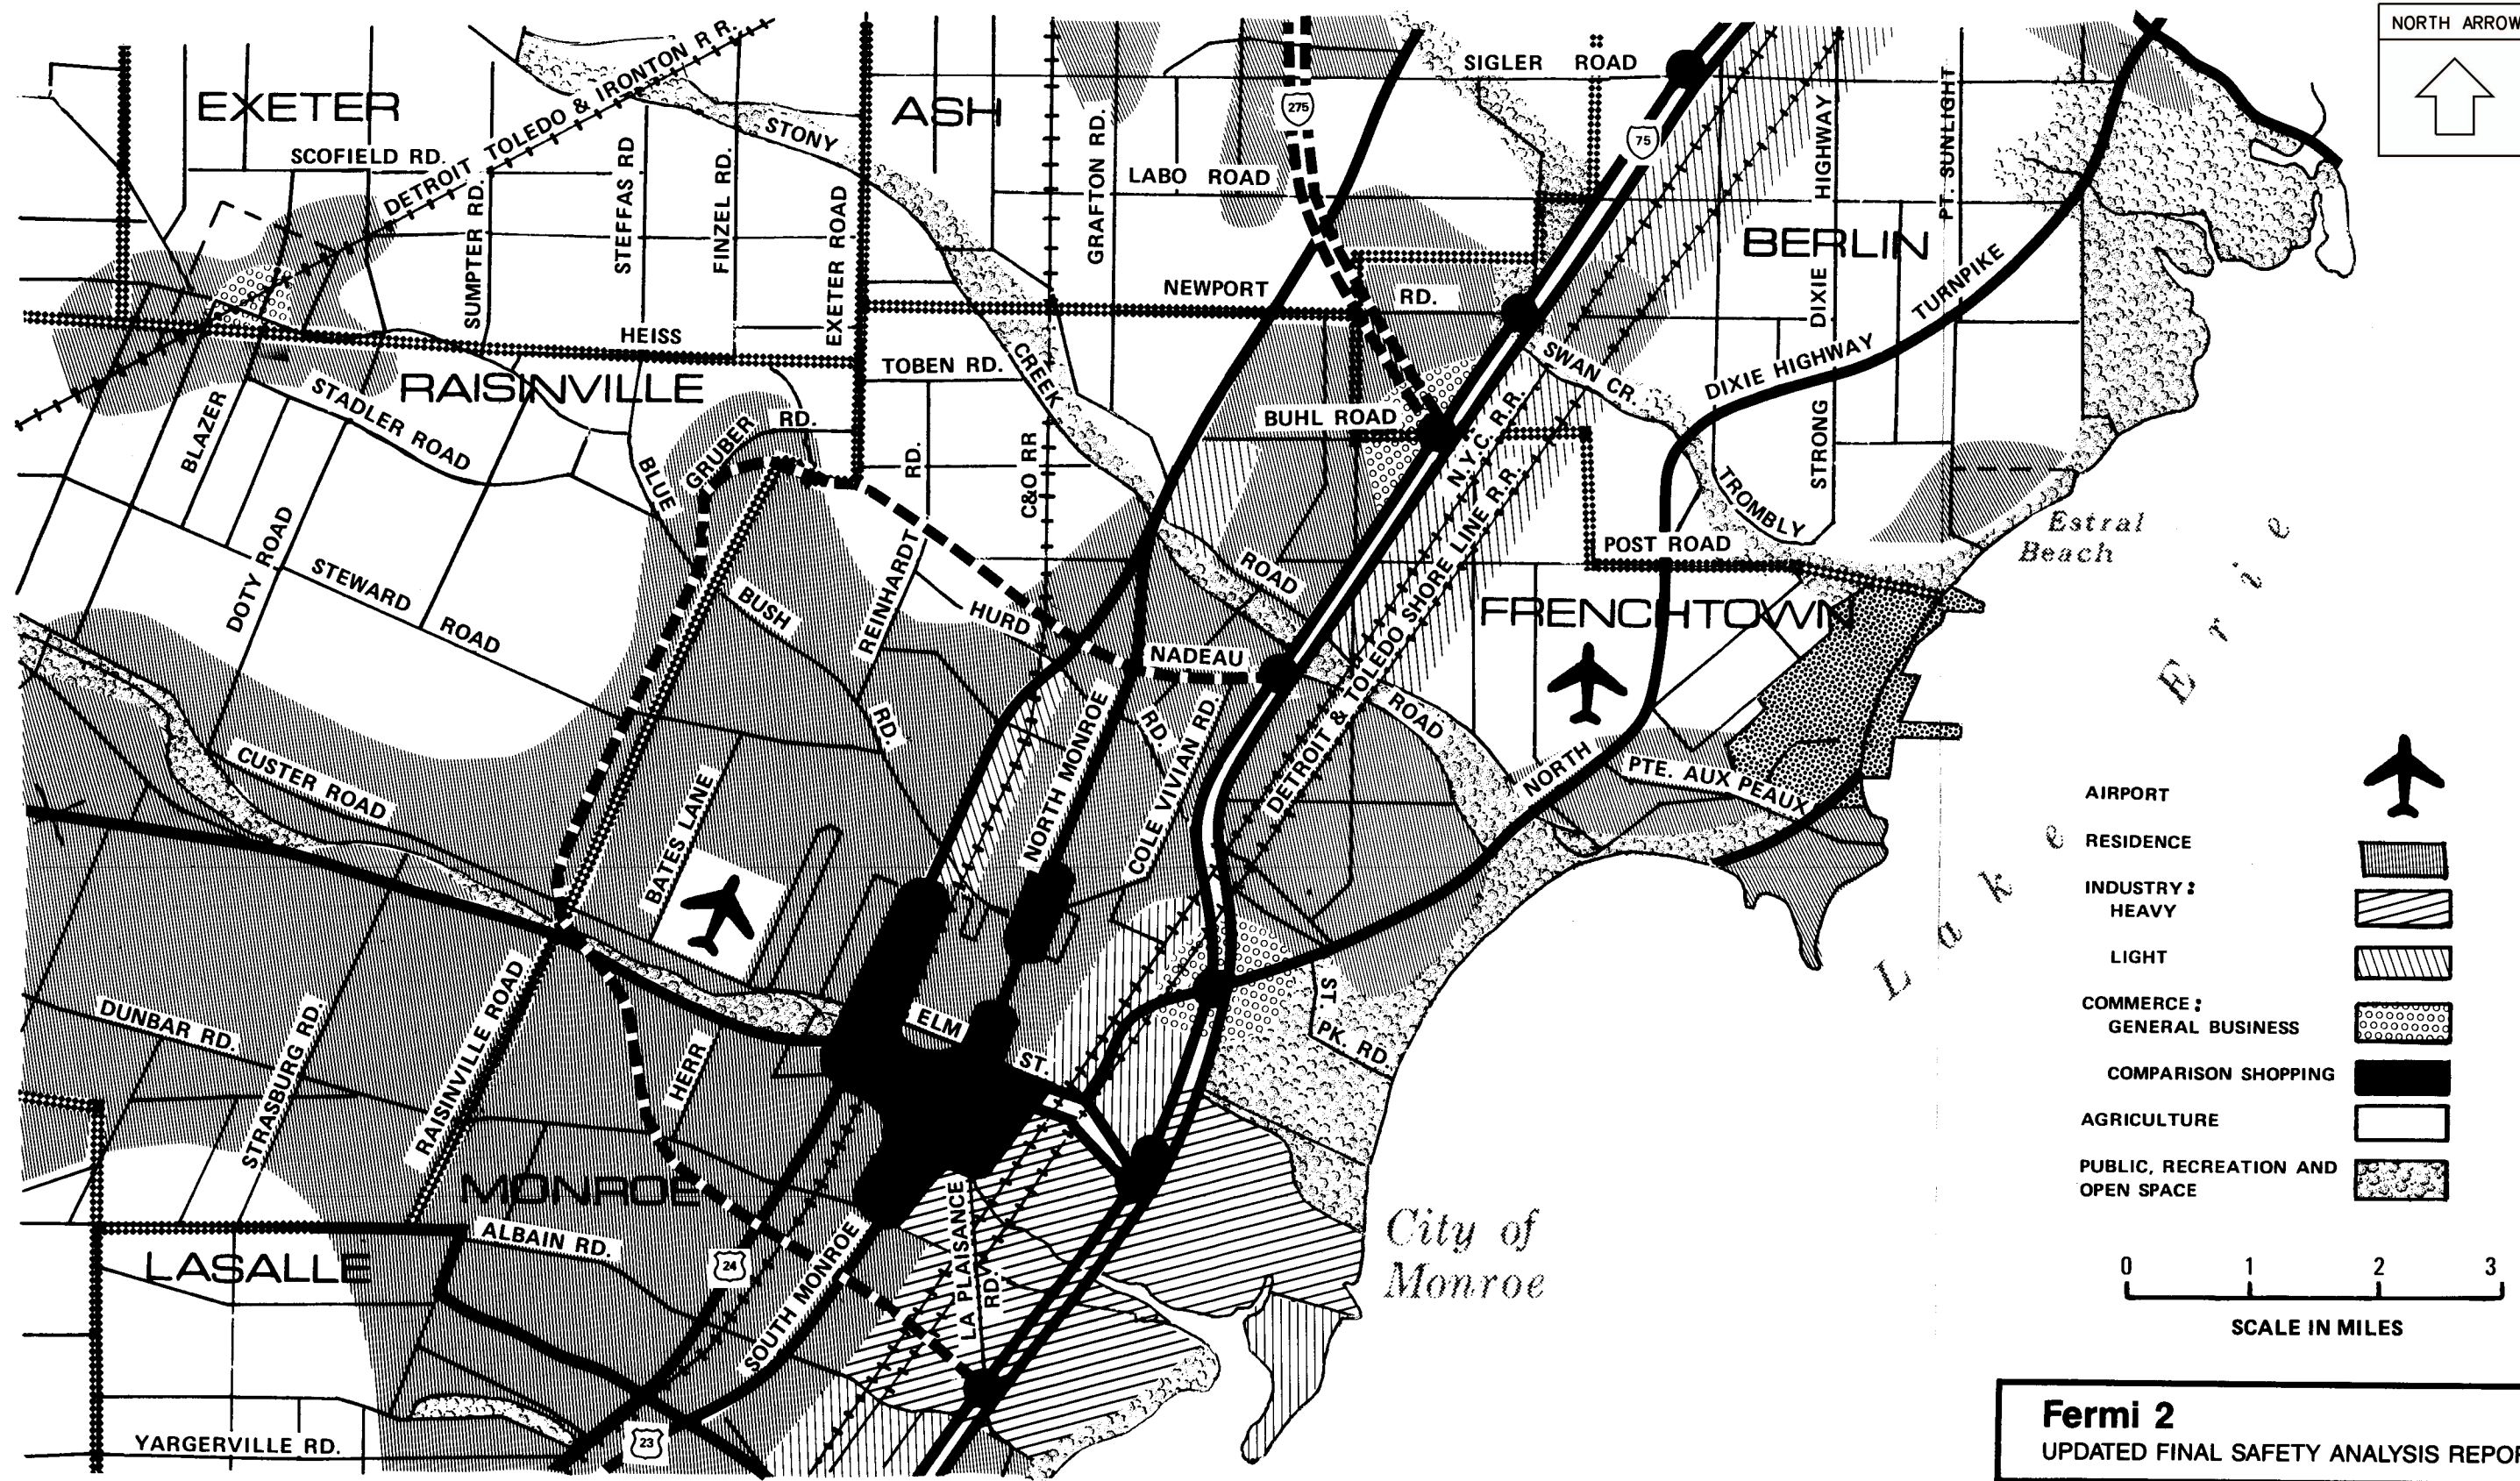 NORTH ARROW
SIGLER ROAD
DETROIT TOLEDO & IRONTON R R.
EXETER
ASH
275
75
STONY
SCOFIELD RD.
LABO ROAD
GRAFTON RD.
STEFFAS RD
FINZEL RD.
SUMPTER RD.
EXETER ROAD
HIGHWAY
DIXIE
STRONG
PT. SUNLIGHT
BERLIN
TURNPIKE
NEWPORT
RD.
HEISS
TOBEN RD.
CREEK
SWAN CR.
DIXIE HIGHWAY
RAISINVILLE
STADLER ROAD
BLAZER
GRUBER
RD.
BUHL ROAD
N.Y.C. R.R.
BLUE
RD.
C&O RR
TROMBLY
DOTY ROAD
Estral
Beach
POST ROAD
STEWARD
ROAD
BUSH
RD.
REINHARDT
HURD
ROAD
ROAD
FRENCHTOWN
NADEAU
DETROIT & TOLEDO SHORE LINE R.R.
Lake Erie
CUSTER ROAD
BATES LANE
NORTH MONROE
RD.
COLE VIVIAN RD.
NORTH
PTE. AUX PEAUX
AIRPORT
RESIDENCE
INDUSTRY:
HEAVY
LIGHT
COMMERCE:
GENERAL BUSINESS
COMPARISON SHOPPING
AGRICULTURE
PUBLIC, RECREATION AND
OPEN SPACE
DUNBAR RD.
STRASBURG RD.
RAISINVILLE ROAD
HERR
ELM
ST.
ST.
PK. RD.
MONROE
ALBAIN RD.
LASALLE
24
SOUTH MONROE
LA PLAISANCE
RD.
City of
Monroe
0 1 2 3
SCALE IN MILES
YARGERVILLE RD.
23
Fermi 2
UPDATED FINAL SAFETY ANALYSIS REPOR